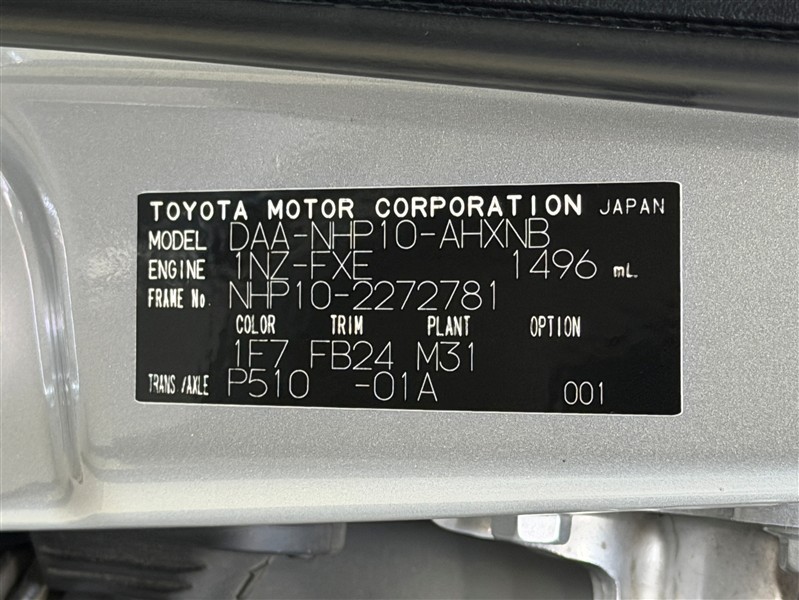 TOYOTA MOTOR CORPORATION JAPAN
MODEL DAA-NHP10-AHXNB
ENGINE 1NZ-FXE 1496 mL.
FRAME No. NHP10-2272781
COLOR TRIM PLANT OPTION
1F7 FB24 M31
TRANS./AXLE P510 -01A 001